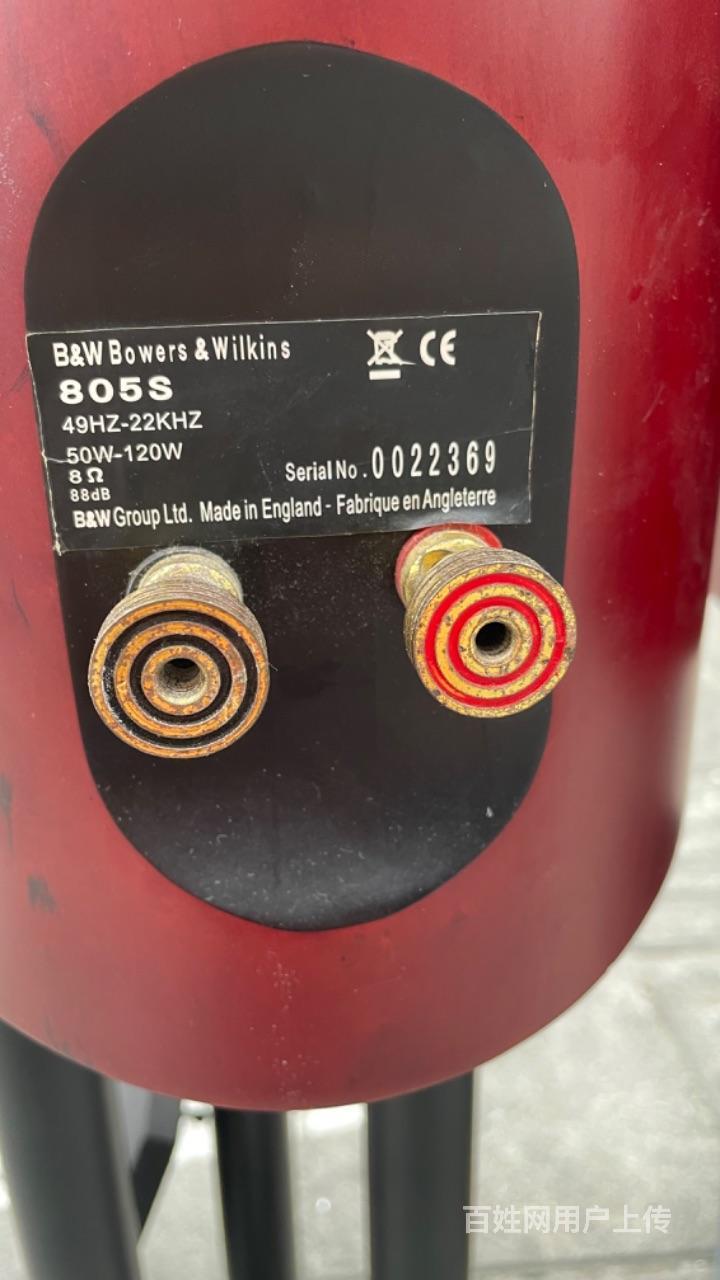 B&W Bowers & Wilkins
CE
805S
49HZ-22KHZ
50W-120W
8Ω
88dB
Serial No. 0022369
B&W Group Ltd. Made in England - Fabrique en Angleterre
百姓网用户上传